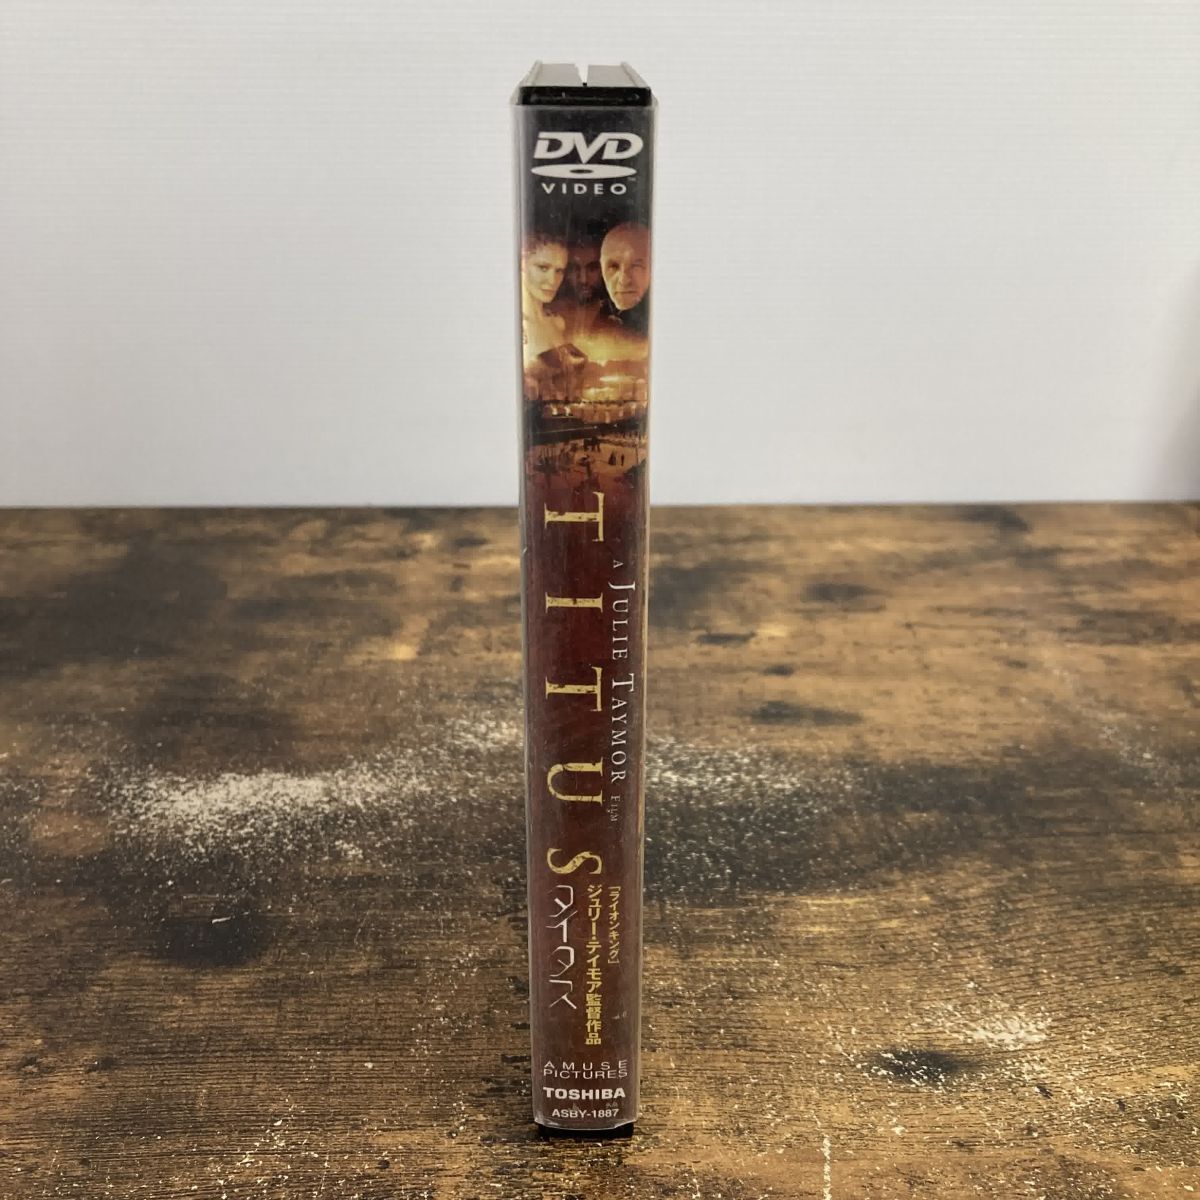 DVD
VIDEO
TITUS
A JULIE TAYMOR FILM
タイタス
「ライオンキング」
ジュリー・テイモア監督作品
AMUSE
PICTURES
TOSHIBA
ASBY-1887